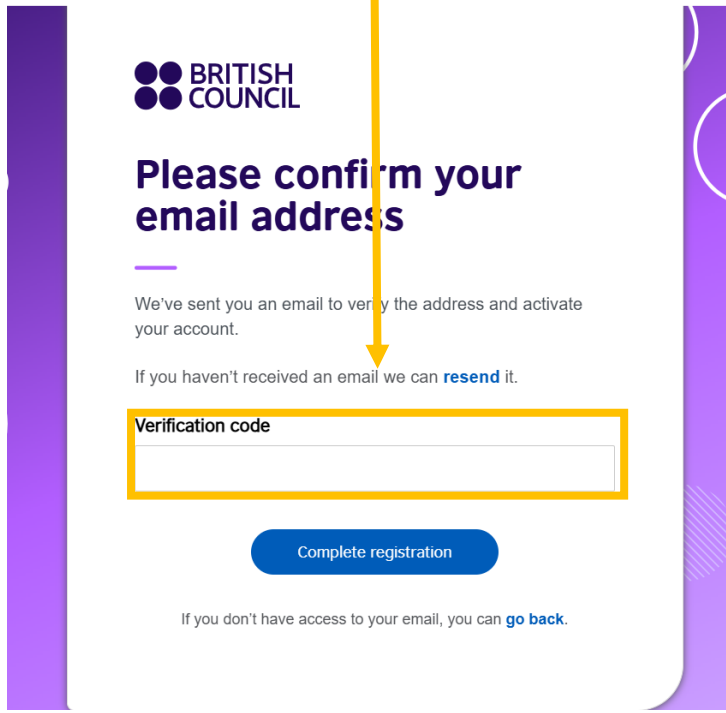 BRITISH
COUNCIL
Please confirm your
email address
We've sent you an email to verify the address and activate
your account.
If you haven't received an email we can resend it.
Verification code
Complete registration
If you don't have access to your email, you can go back.